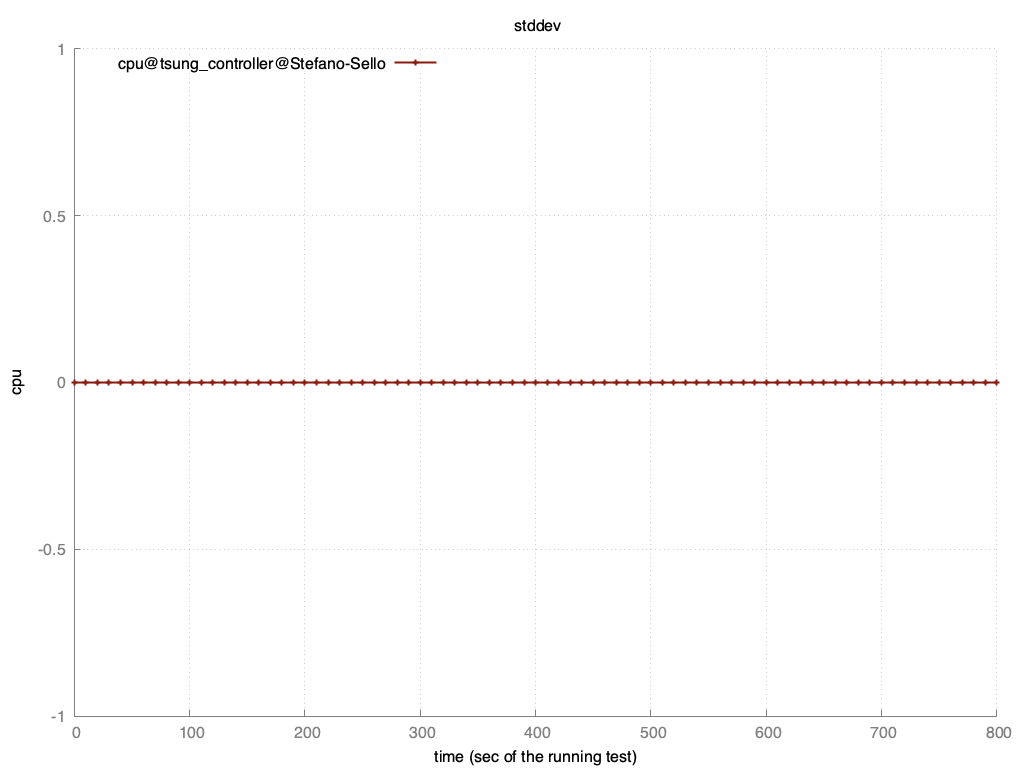 stddev
cpu@tsung_controller@Stefano-Sello
1
0.5
0
-0.5
-1
cpu
0 100 200 300 400 500 600 700 800
time (sec of the running test)